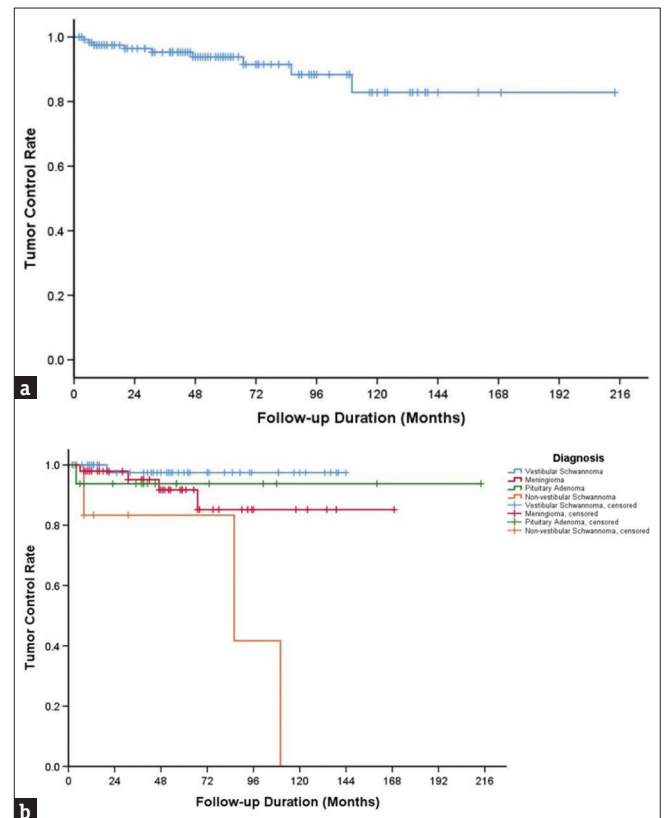 1.0
0.8
0.6
0.4
0.2
0.0
Tumor Control Rate
0 24 48 72 96 120 144 168 192 216
Follow-up Duration (Months)
a
1.0
0.8
0.6
0.4
0.2
0.0
Tumor Control Rate
0 24 48 72 96 120 144 168 192 216
Follow-up Duration (Months)
Diagnosis
Vestibular Schwannoma
Meningioma
Pituitary Adenoma
Non-vestibular Schwannoma
Vestibular Schwannoma, censored
Meningioma, censored
Pituitary Adenoma, censored
Non-vestibular Schwannoma, censored
b